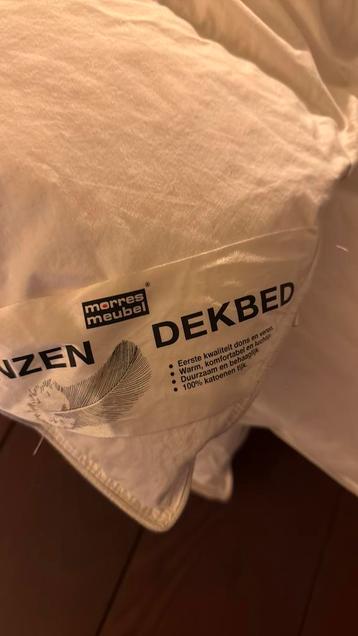 morres®
meubel
NZEN DEKBED
• Eerste kwaliteit dons en veren.
• Warm, komfortabel en luchtig.
• Duurzaam en behaaglijk.
• 100% katoenen tijk.